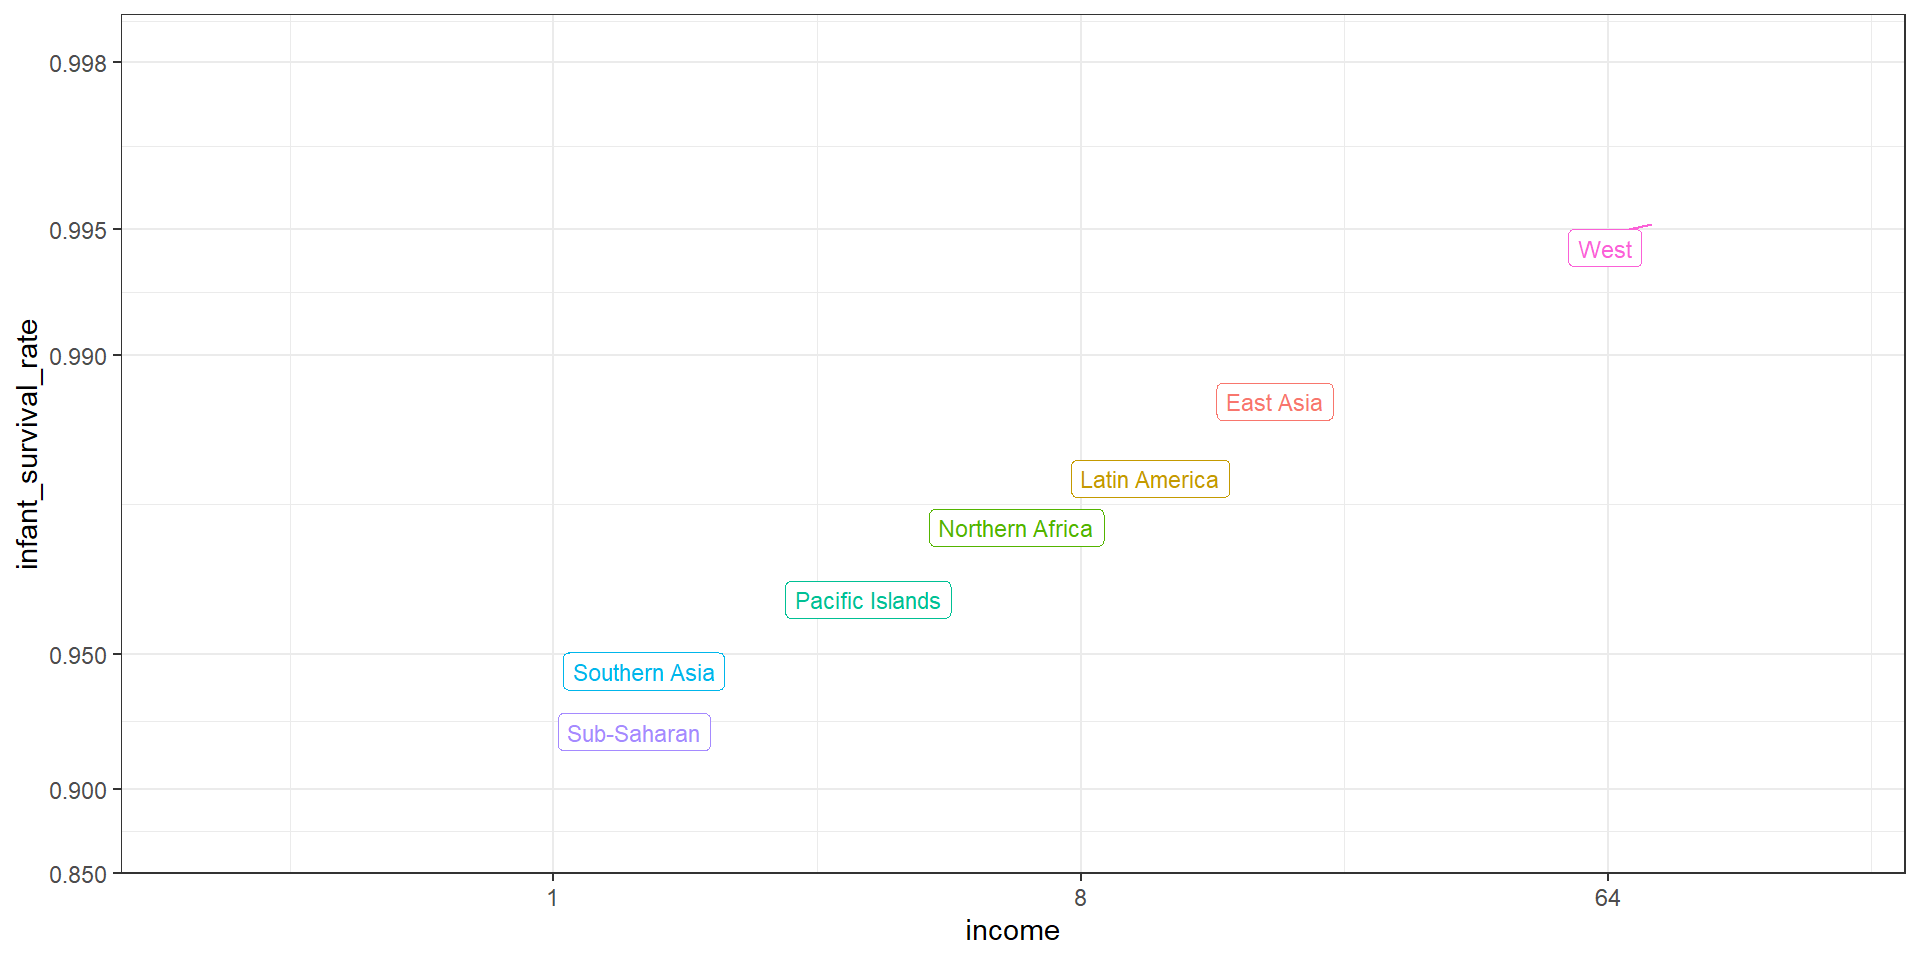 0.998
0.995
0.990
0.950
0.900
0.850
infant_survival_rate
West
East Asia
Latin America
Northern Africa
Pacific Islands
Southern Asia
Sub-Saharan
1
8
64
income